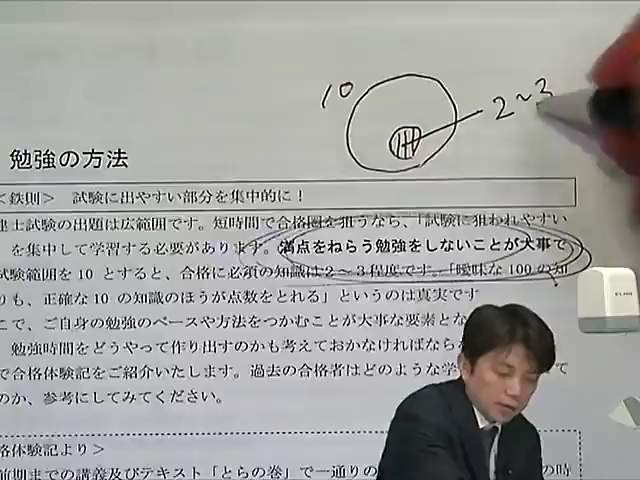 10
2~3
勉強の方法
<鉄則> 試験に出やすい部分を集中的に!
建士試験の出題は広範囲です。短時間で合格圏を狙うなら、「試験に狙われやすい
を集中して学習する必要があります。満点をねらう勉強をしないことが大事で
試験範囲を 10 とすると、合格に必須の知識は2~3程度です。「曖昧な 100 の知
りも、正確な 10 の知識のほうが点数をとれる」というのは真実です
こで、ご自身の勉強のペースや方法をつかむことが大事な要素とな
勉強時間をどうやって作り出すのかも考えておかなければなら
で合格体験記をご紹介いたします。過去の合格者はどのような学 て
のか、参考にしてみてください。
格体験記より>
前期までの講義及びテキスト「とらの巻」で一通りの の時
ELMO